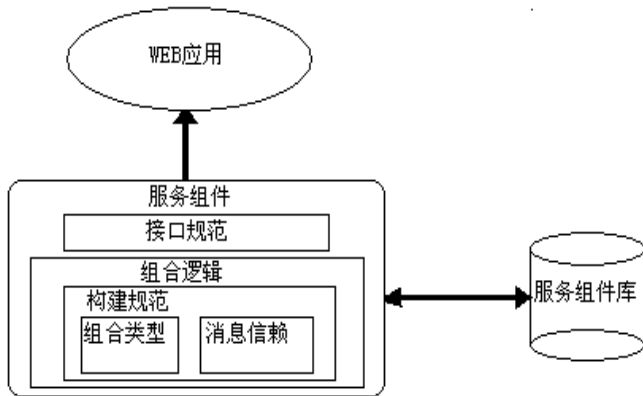 WEB应用
服务组件
接口规范
组合逻辑
构建规范
组合类型
消息信赖
服务组件库